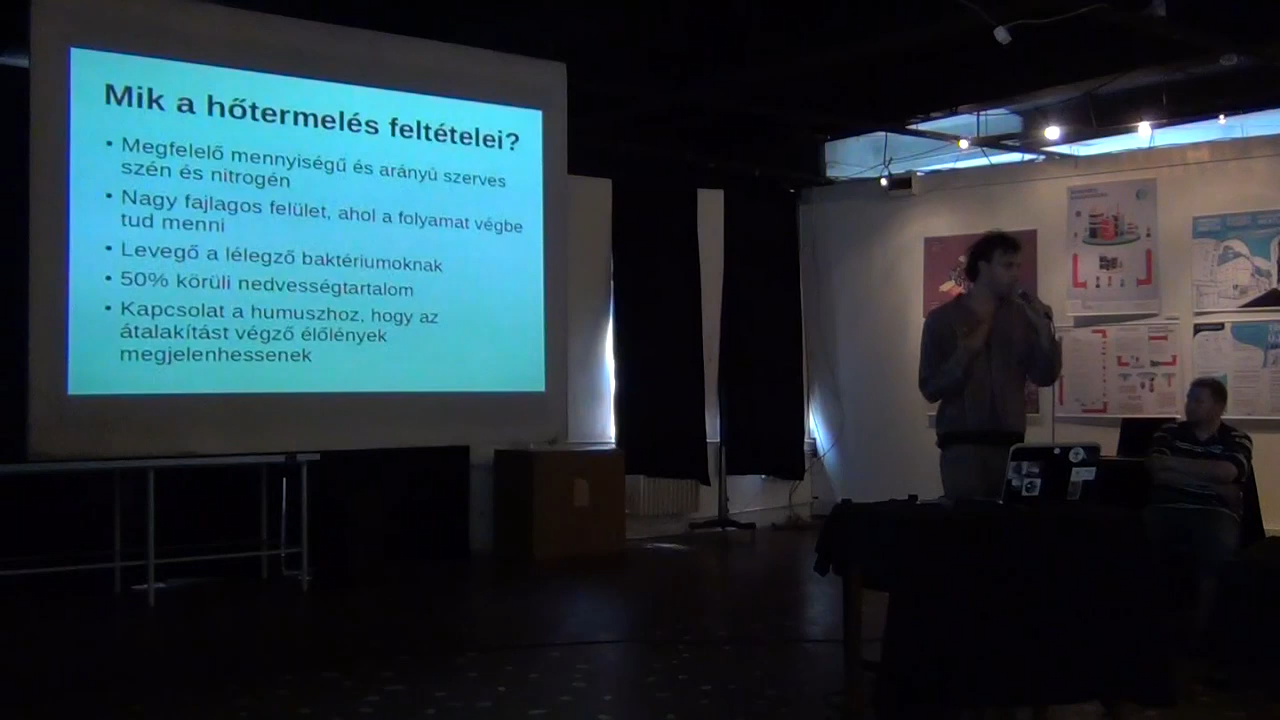 Mik a hőtermelés feltételei?
• Megfelelő mennyiségű és arányú szerves
szén és nitrogén
• Nagy fajlagos felület, ahol a folyamat végbe
tud menni
• Levegő a lélegző baktériumoknak
• 50% körüli nedvességtartalom
• Kapcsolat a humuszhoz, hogy az
átalakítást végző élőlények
megjelenhessenek